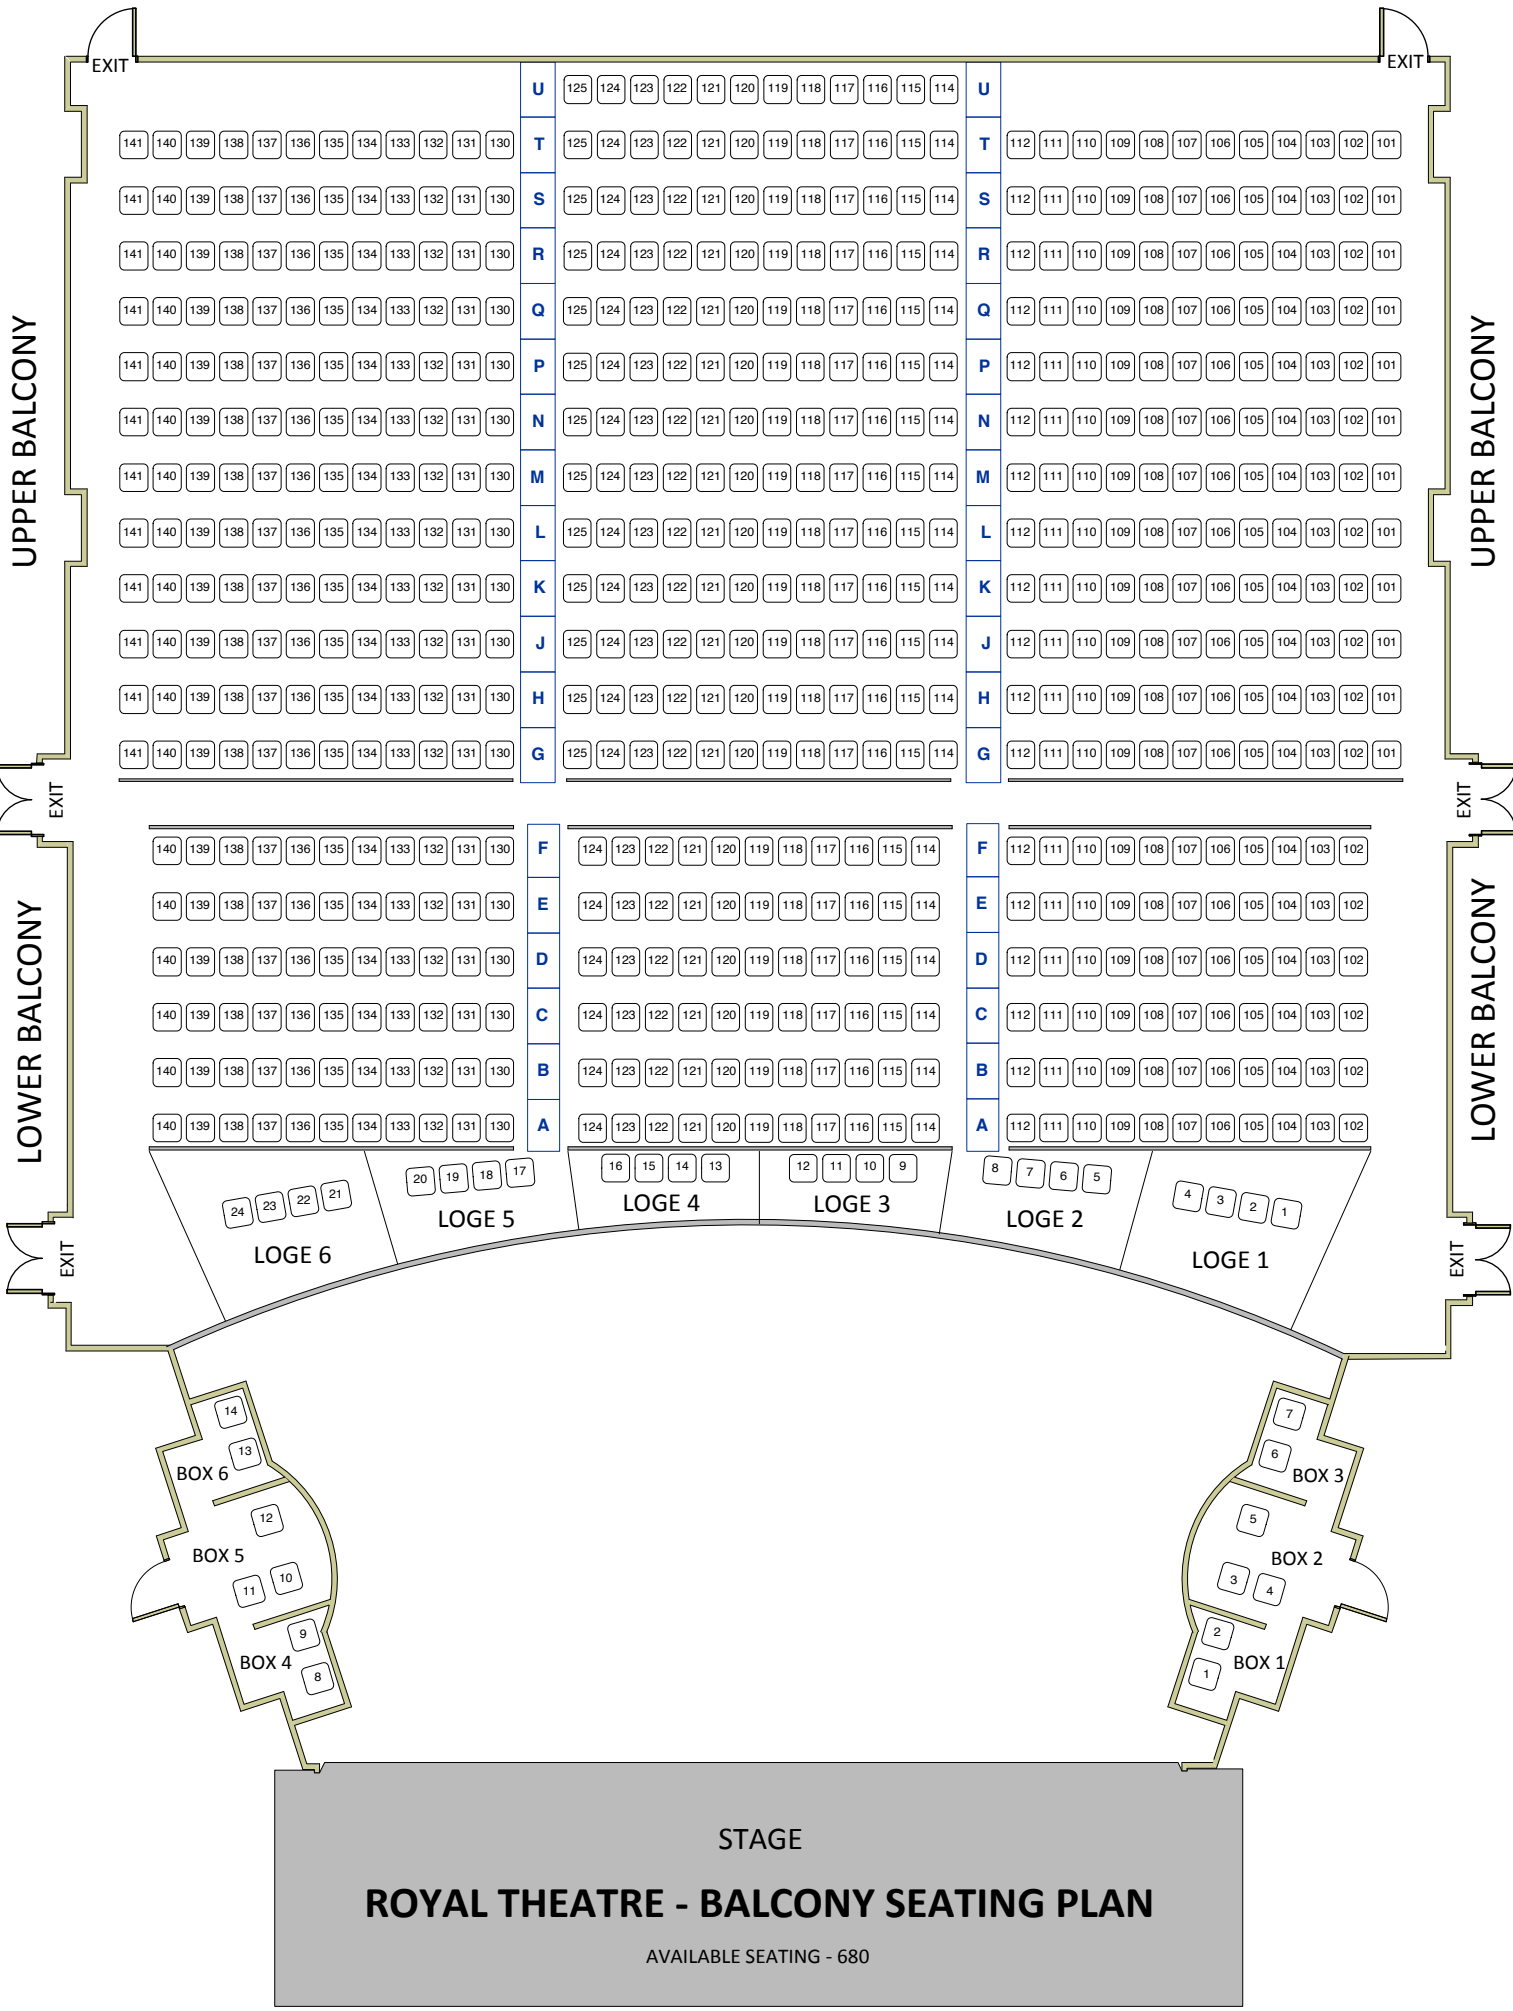 EXIT EXIT
U 125 124 123 122 121 120 119 118 117 116 115 114 U
141 140 139 138 137 136 135 134 133 132 131 130 T 125 124 123 122 121 120 119 118 117 116 115 114 T 112 111 110 109 108 107 106 105 104 103 102 101
141 140 139 138 137 136 135 134 133 132 131 130 S 125 124 123 122 121 120 119 118 117 116 115 114 S 112 111 110 109 108 107 106 105 104 103 102 101
141 140 139 138 137 136 135 134 133 132 131 130 R 125 124 123 122 121 120 119 118 117 116 115 114 R 112 111 110 109 108 107 106 105 104 103 102 101
141 140 139 138 137 136 135 134 133 132 131 130 Q 125 124 123 122 121 120 119 118 117 116 115 114 Q 112 111 110 109 108 107 106 105 104 103 102 101
141 140 139 138 137 136 135 134 133 132 131 130 P 125 124 123 122 121 120 119 118 117 116 115 114 P 112 111 110 109 108 107 106 105 104 103 102 101
141 140 139 138 137 136 135 134 133 132 131 130 N 125 124 123 122 121 120 119 118 117 116 115 114 N 112 111 110 109 108 107 106 105 104 103 102 101
UPPER BALCONY UPPER BALCONY
141 140 139 138 137 136 135 134 133 132 131 130 M 125 124 123 122 121 120 119 118 117 116 115 114 M 112 111 110 109 108 107 106 105 104 103 102 101
141 140 139 138 137 136 135 134 133 132 131 130 L 125 124 123 122 121 120 119 118 117 116 115 114 L 112 111 110 109 108 107 106 105 104 103 102 101
141 140 139 138 137 136 135 134 133 132 131 130 K 125 124 123 122 121 120 119 118 117 116 115 114 K 112 111 110 109 108 107 106 105 104 103 102 101
141 140 139 138 137 136 135 134 133 132 131 130 J 125 124 123 122 121 120 119 118 117 116 115 114 J 112 111 110 109 108 107 106 105 104 103 102 101
141 140 139 138 137 136 135 134 133 132 131 130 H 125 124 123 122 121 120 119 118 117 116 115 114 H 112 111 110 109 108 107 106 105 104 103 102 101
141 140 139 138 137 136 135 134 133 132 131 130 G 125 124 123 122 121 120 119 118 117 116 115 114 G 112 111 110 109 108 107 106 105 104 103 102 101
EXIT EXIT
140 139 138 137 136 135 134 133 132 131 130 F 124 123 122 121 120 119 118 117 116 115 114 F 112 111 110 109 108 107 106 105 104 103 102
140 139 138 137 136 135 134 133 132 131 130 E 124 123 122 121 120 119 118 117 116 115 114 E 112 111 110 109 108 107 106 105 104 103 102
140 139 138 137 136 135 134 133 132 131 130 D 124 123 122 121 120 119 118 117 116 115 114 D 112 111 110 109 108 107 106 105 104 103 102
LOWER BALCONY LOWER BALCONY
140 139 138 137 136 135 134 133 132 131 130 C 124 123 122 121 120 119 118 117 116 115 114 C 112 111 110 109 108 107 106 105 104 103 102
140 139 138 137 136 135 134 133 132 131 130 B 124 123 122 121 120 119 118 117 116 115 114 B 112 111 110 109 108 107 106 105 104 103 102
140 139 138 137 136 135 134 133 132 131 130 A 124 123 122 121 120 119 118 117 116 115 114 A 112 111 110 109 108 107 106 105 104 103 102
24 23 22 21 20 19 18 17 16 15 14 13 12 11 10 9 8 7 6 5 4 3 2 1
LOGE 6 LOGE 5 LOGE 4 LOGE 3 LOGE 2 LOGE 1
EXIT EXIT
14 7
13 6
BOX 6 BOX 3
12 5
BOX 5 BOX 2
11 10 3 4
9 2
BOX 4 BOX 1
8 1
STAGE
ROYAL THEATRE - BALCONY SEATING PLAN
AVAILABLE SEATING - 680